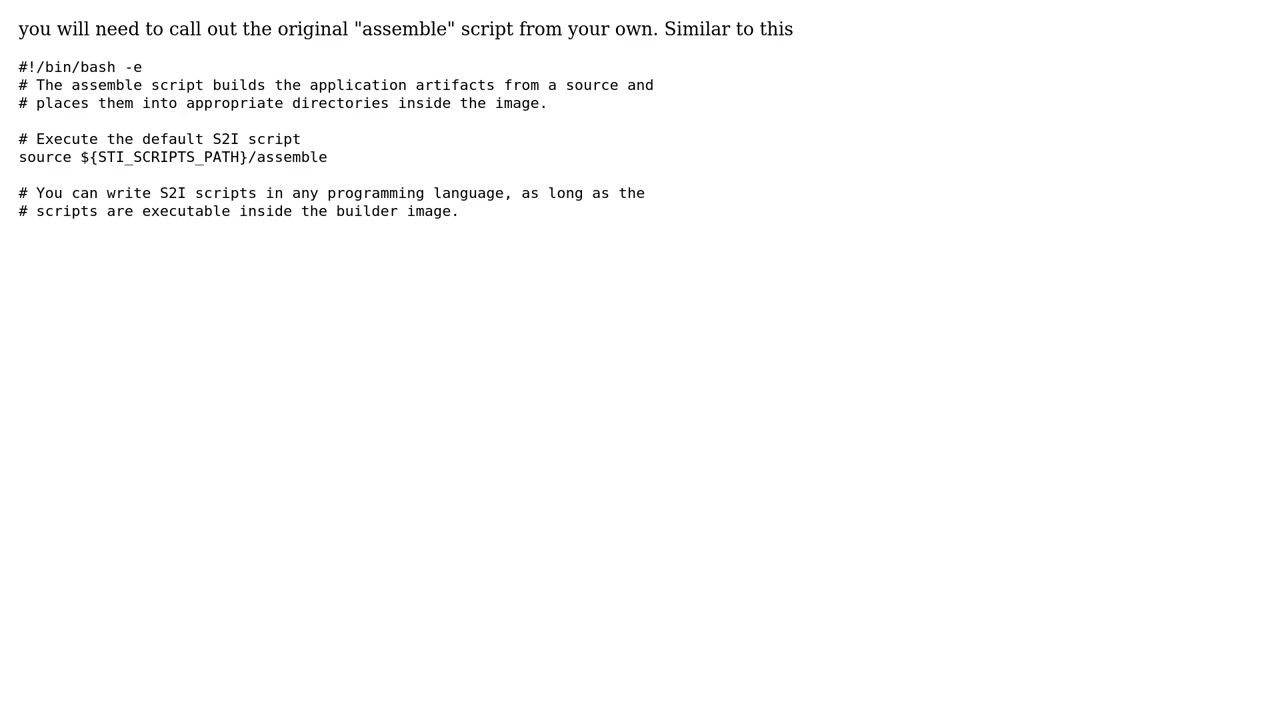 you will need to call out the original "assemble" script from your own. Similar to this
#!/bin/bash -e
# The assemble script builds the application artifacts from a source and
# places them into appropriate directories inside the image.
# Execute the default S2I script
source ${STI_SCRIPTS_PATH}/assemble
# You can write S2I scripts in any programming language, as long as the
# scripts are executable inside the builder image.